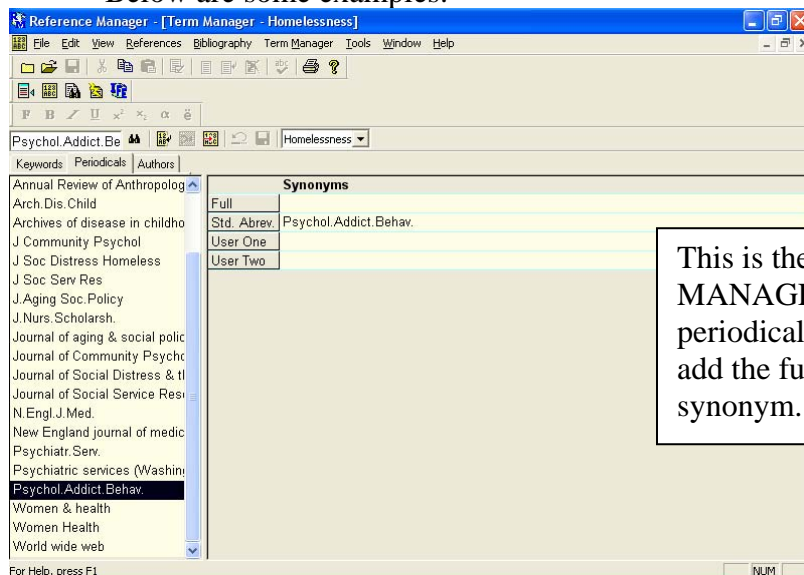 Below are some examples:
Reference Manager - [Term Manager - Homelessness]
File Edit View References Bibliography Term Manager Tools Window Help
F B I U x² x₂ α ë
Psychol.Addict.Be Homelessness
Keywords Periodicals Authors
Annual Review of Anthropolog
Arch.Dis.Child
Archives of disease in childho
J Community Psychol
J Soc Distress Homeless
J Soc Serv Res
J.Aging Soc.Policy
J.Nurs.Scholarsh.
Journal of aging & social polic
Journal of Community Psycho
Journal of Social Distress & tl
Journal of Social Service Rese
N.Engl.J.Med.
New England journal of medic
Psychiatr.Serv.
Psychiatric services (Washing
Psychol.Addict.Behav.
Women & health
Women Health
World wide web
Synonyms
Full
Std. Abrev. Psychol.Addict.Behav.
User One
User Two
This is the
MANAGE
periodical
add the fu
synonym.
For Help, press F1 NUM